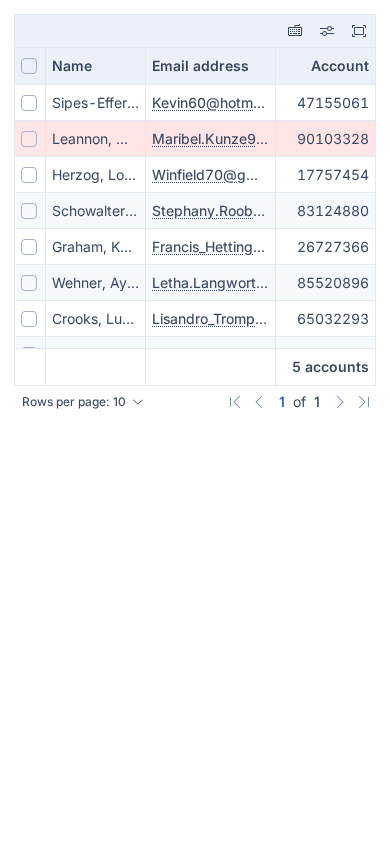 Name Email address Account
Sipes-Effer... Kevin60@hotm... 47155061
Leannon, ... Maribel.Kunze9... 90103328
Herzog, Lo... Winfield70@g... 17757454
Schowalter... Stephany.Roob... 83124880
Graham, K... Francis_Hetting... 26727366
Wehner, Ay... Letha.Langwort... 85520896
Crooks, Lu... Lisandro_Tromp... 65032293
5 accounts
Rows per page: 10 1 of 1